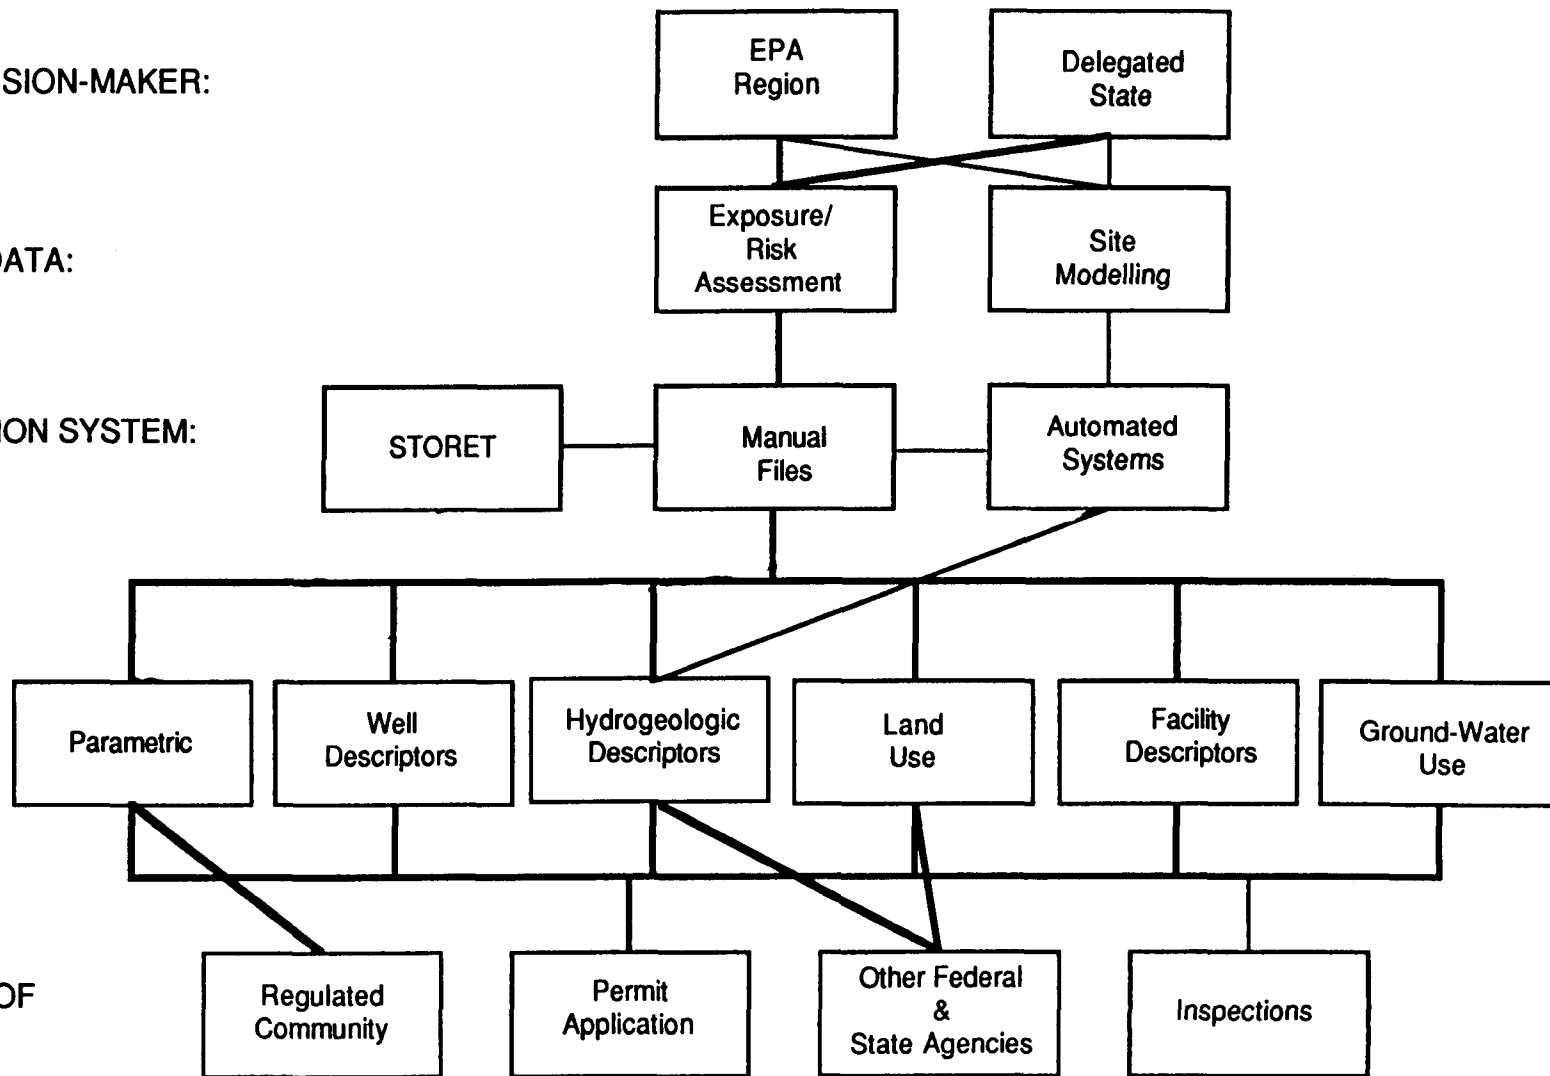 SION-MAKER:
EPA
Region
Delegated
State
DATA:
Exposure/
Risk
Assessment
Site
Modelling
ION SYSTEM:
STORET
Manual
Files
Automated
Systems
Parametric
Well
Descriptors
Hydrogeologic
Descriptors
Land
Use
Facility
Descriptors
Ground-Water
Use
OF
Regulated
Community
Permit
Application
Other Federal
&
State Agencies
Inspections